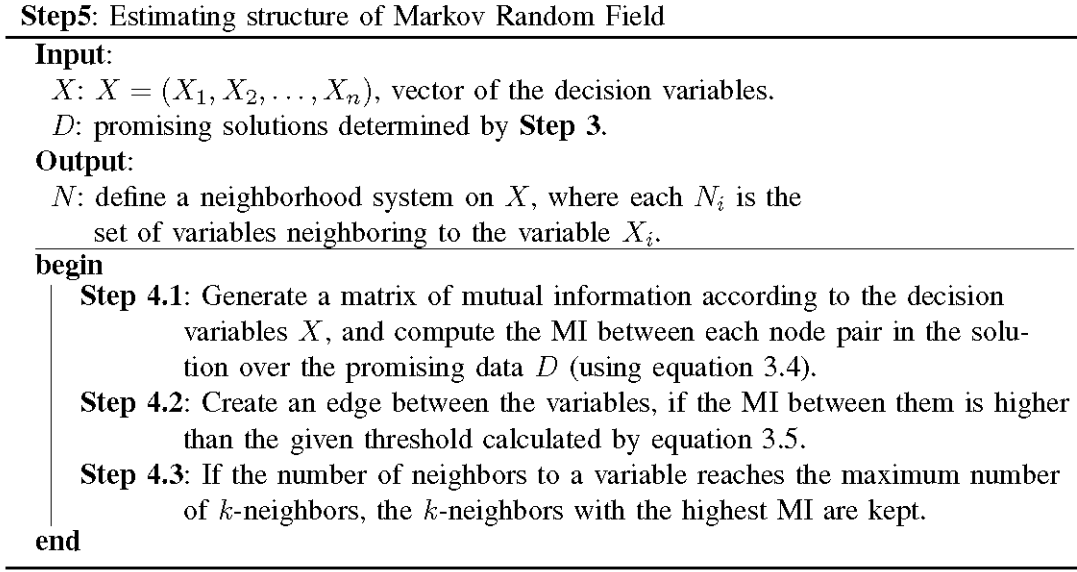 Step5: Estimating structure of Markov Random Field
Input:
X: X = (X₁, X₂, . . . , Xₙ), vector of the decision variables.
D: promising solutions determined by Step 3.
Output:
N: define a neighborhood system on X, where each Nᵢ is the
set of variables neighboring to the variable Xᵢ.
begin
Step 4.1: Generate a matrix of mutual information according to the decision
variables X, and compute the MI between each node pair in the solu-
tion over the promising data D (using equation 3.4).
Step 4.2: Create an edge between the variables, if the MI between them is higher
than the given threshold calculated by equation 3.5.
Step 4.3: If the number of neighbors to a variable reaches the maximum number
of k-neighbors, the k-neighbors with the highest MI are kept.
end